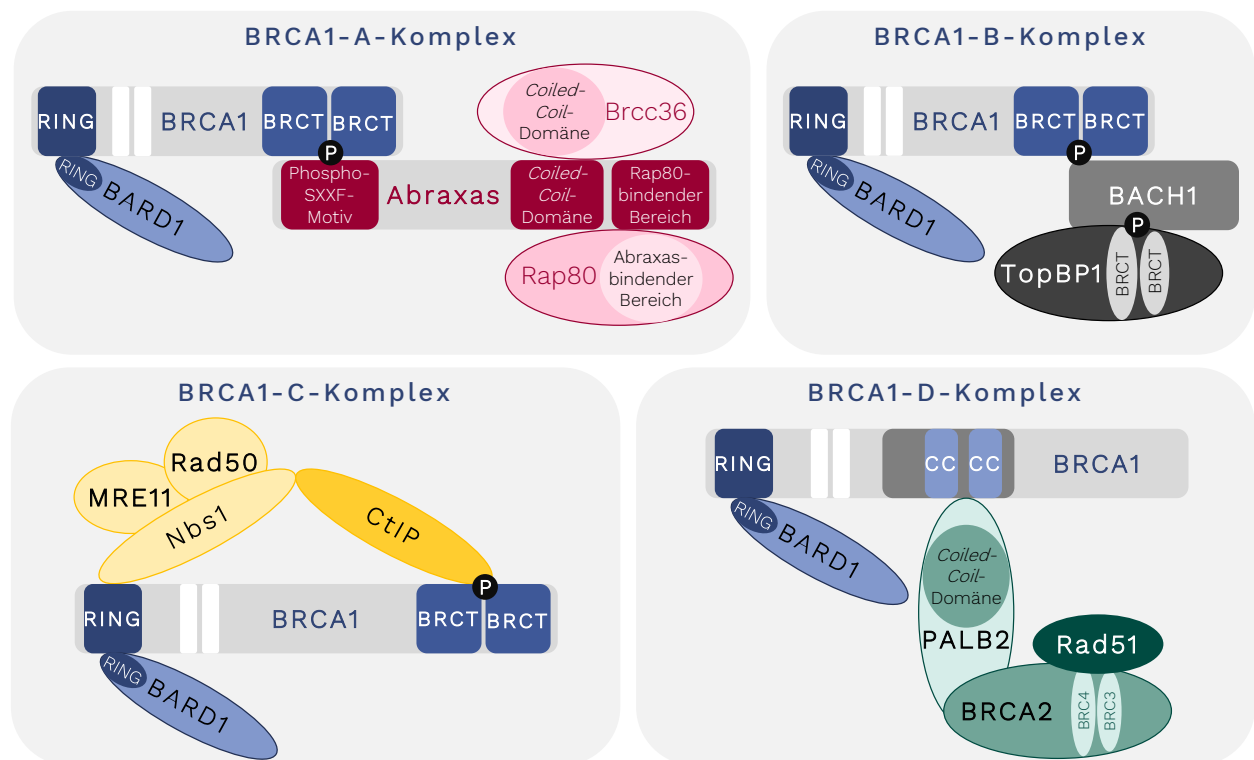 BRCA1-A-Komplex
RING
BRCA1
BRCT
BRCT
P
RING
BARD1
Phospho-
SXXF-
Motiv
Abraxas
Coiled-
Coil-
Domäne
Rap80-
bindender
Bereich
Coiled-
Coil-
Domäne
Brcc36
Rap80
Abraxas-
bindender
Bereich
BRCA1-B-Komplex
RING
BRCA1
BRCT
BRCT
P
RING
BARD1
BACH1
P
TopBP1
BRCT
BRCT
BRCA1-C-Komplex
Rad50
MRE11
Nbs1
CtIP
P
RING
BRCA1
BRCT
BRCT
RING
BARD1
BRCA1-D-Komplex
RING
CC
CC
BRCA1
RING
BARD1
Coiled-
Coil-
Domäne
PALB2
Rad51
BRCA2
BRC4
BRC3